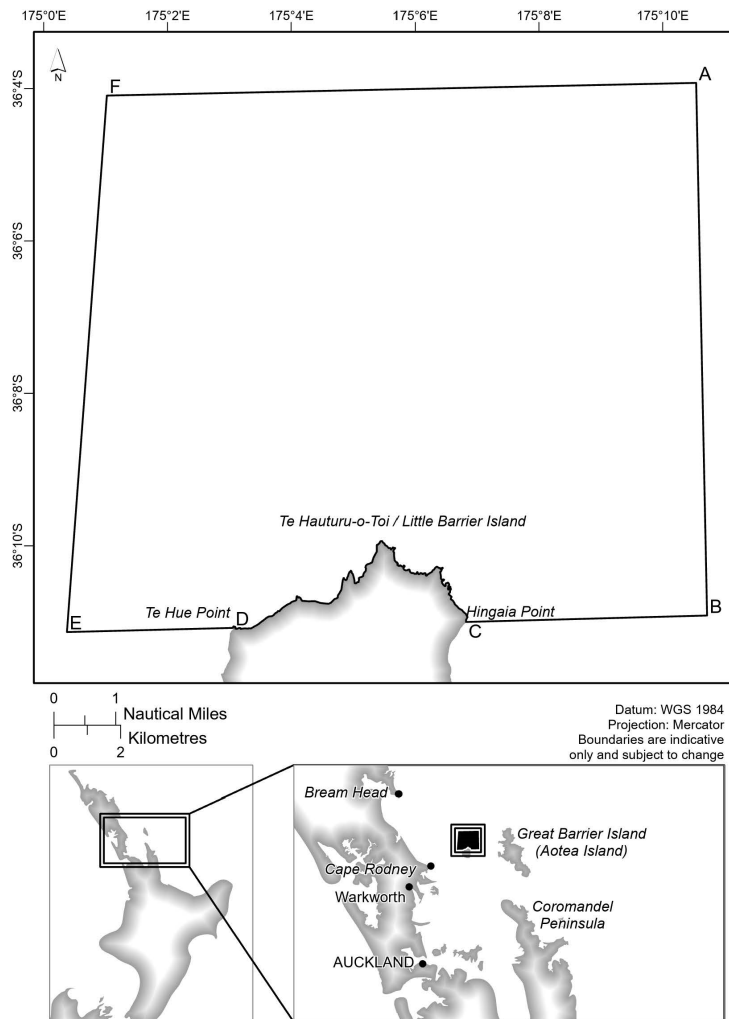 175°0'E
175°2'E
175°4'E
175°6'E
175°8'E
175°10'E
N
36°4'S
36°6'S
36°8'S
36°10'S
F
A
Te Hauturu-o-Toi / Little Barrier Island
Te Hue Point
D
Hingaia Point
B
E
C
0 1
Nautical Miles
Kilometres
0 2
Datum: WGS 1984
Projection: Mercator
Boundaries are indicative
only and subject to change
Bream Head
Great Barrier Island
(Aotea Island)
Cape Rodney
Warkworth
Coromandel
Peninsula
AUCKLAND